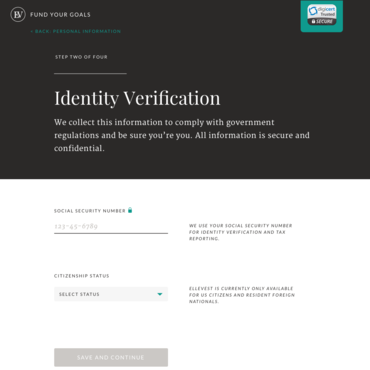 FUND YOUR GOALS
digicert
Trusted
SECURE
< BACK: PERSONAL INFORMATION
STEP TWO OF FOUR
Identity Verification
We collect this information to comply with government
regulations and be sure you're you. All information is secure and
confidential.
SOCIAL SECURITY NUMBER
123-45-6789
WE USE YOUR SOCIAL SECURITY NUMBER
FOR IDENTITY VERIFICATION AND TAX
REPORTING.
CITIZENSHIP STATUS
SELECT STATUS
ELLEVEST IS CURRENTLY ONLY AVAILABLE
FOR US CITIZENS AND RESIDENT FOREIGN
NATIONALS.
SAVE AND CONTINUE